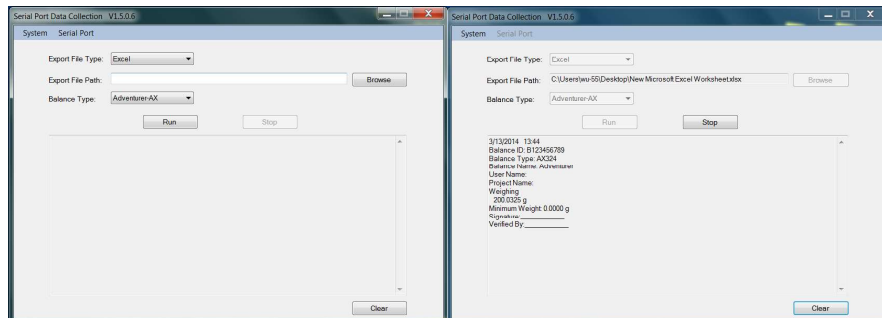 Serial Port Data Collection V1.5.0.6
System Serial Port
Export File Type: Excel
Export File Path: Browse
Balance Type: Adventurer-AX
Run Stop
Clear
Serial Port Data Collection V1.5.0.6
System Serial Port
Export File Type: Excel
Export File Path: C:\Users\wu-55\Desktop\New Microsoft Excel Worksheet.xlsx Browse
Balance Type: Adventurer-AX
Run Stop
3/13/2014 13:44
Balance ID: B123456789
Balance Type: AX324
Balance Name: Adventurer
User Name:
Project Name:
Weighing
200.0325 g
Minimum Weight: 0.0000 g
Signature:___________
Verified By:___________
Clear